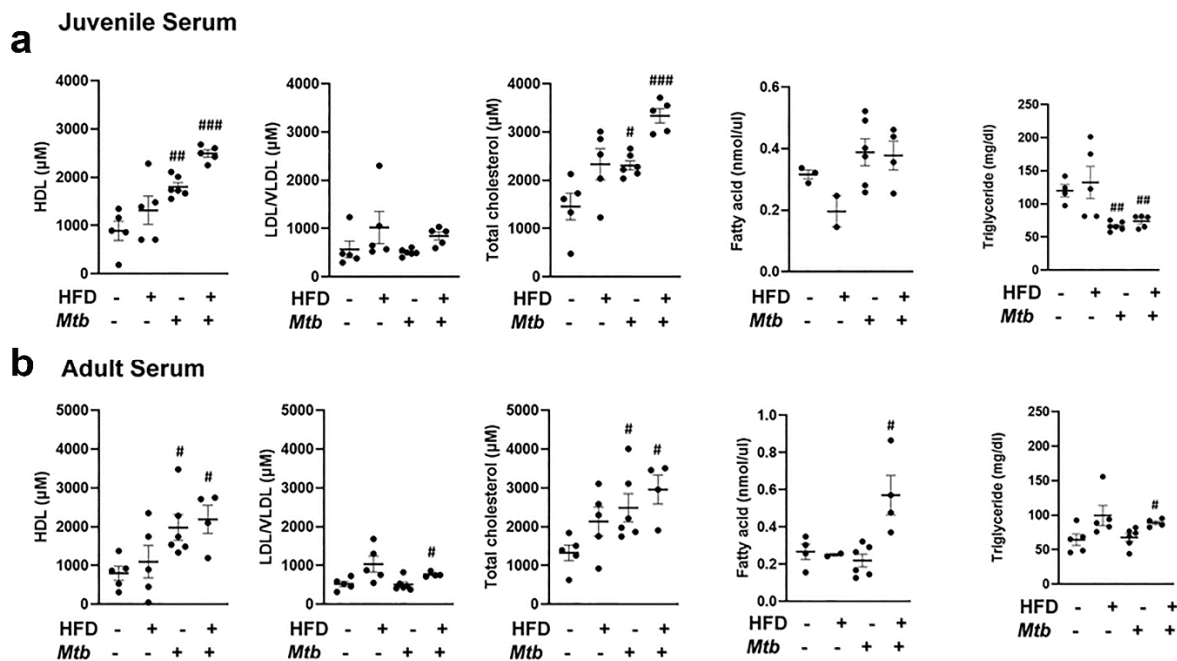 a Juvenile Serum
HDL (µM)
4000
3000
2000
1000
0
##
###
LDL/VLDL (µM)
4000
3000
2000
1000
0
Total cholesterol (µM)
4000
3000
2000
1000
0
#
###
Fatty acid (nmol/ul)
0.6
0.4
0.2
0.0
Triglyceride (mg/dl)
250
200
150
100
50
0
##
##
HFD - + - +
Mtb - - + +
- + - +
- - + +
HFD - + - +
Mtb - - + +
HFD - + - +
Mtb - - + +
HFD - + - +
Mtb - - + +
b Adult Serum
HDL (µM)
5000
4000
3000
2000
1000
0
#
#
LDL/VLDL (µM)
5000
4000
3000
2000
1000
0
#
Total cholesterol (µM)
5000
4000
3000
2000
1000
0
#
#
Fatty acid (nmol/ul)
1.0
0.8
0.6
0.4
0.2
0.0
#
Triglyceride (mg/dl)
250
200
150
100
50
0
#
HFD - + - +
Mtb - - + +
HFD - + - +
Mtb - - + +
HFD - + - +
Mtb - - + +
HFD - + - +
Mtb - - + +
HFD - + - +
Mtb - - + +